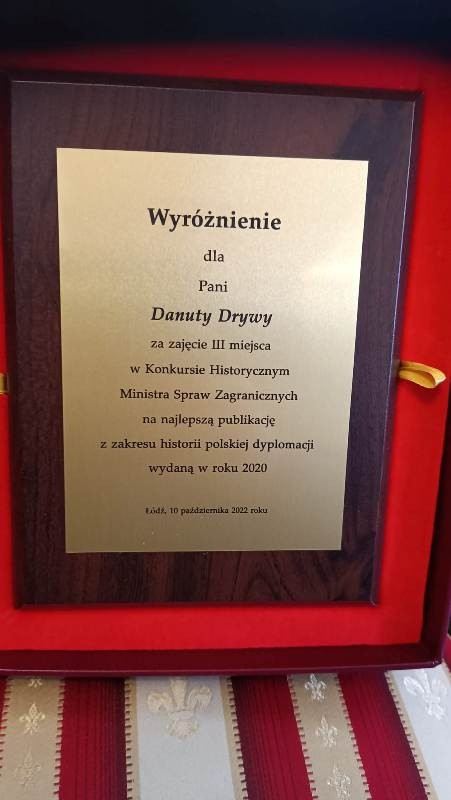 Wyróżnienie
dla
Pani
Danuty Drywy
za zajęcie III miejsca
w Konkursie Historycznym
Ministra Spraw Zagranicznych
na najlepszą publikację
z zakresu historii polskiej dyplomacji
wydaną w roku 2020
Łódź, 10 października 2022 roku